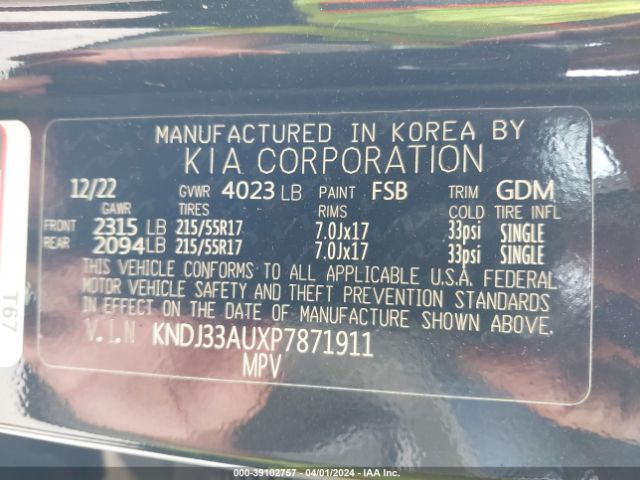 MANUFACTURED IN KOREA BY
KIA CORPORATION
12/22 GVWR 4023 LB PAINT FSB TRIM GDM
GAWR TIRES RIMS COLD TIRE INFL
FRONT 2315 LB 215/55R17 7.0Jx17 33psi SINGLE
REAR 2094 LB 215/55R17 7.0Jx17 33psi SINGLE
THIS VEHICLE CONFORMS TO ALL APPLICABLE U.S.A. FEDERAL
MOTOR VEHICLE SAFETY AND THEFT PREVENTION STANDARDS
IN EFFECT ON THE DATE OF MANUFACTURE SHOWN ABOVE.
V.I.N KNDJ33AUXP7871911
MPV
T67
000-39102757 - 04/01/2024 - IAA Inc.